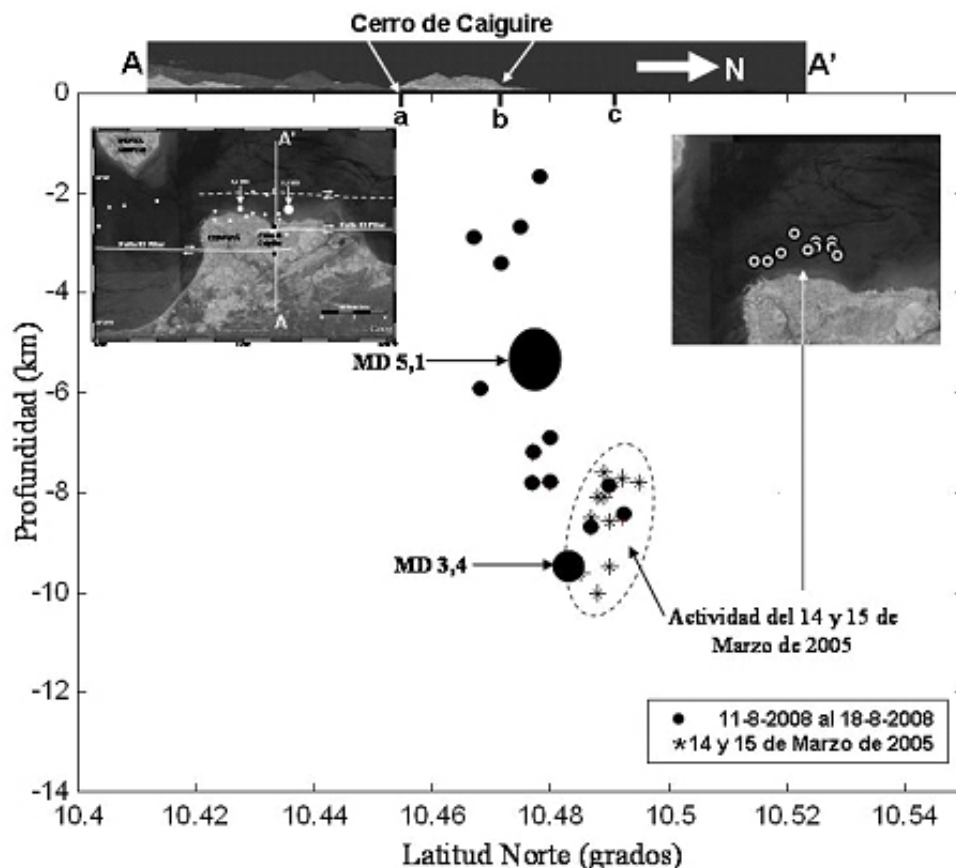 Cerro de Caiguire
A
N
A'
0
a
b
c
-2
-4
-6
-8
-10
-12
-14
A'
A
MD 5,1
MD 3,4
Actividad del 14 y 15 de
Marzo de 2005
11-8-2008 al 18-8-2008
14 y 15 de Marzo de 2005
10.4
10.42
10.46
10.48
10.5
10.52
10.54
Profundidad (km)
Latitud Norte (grados)